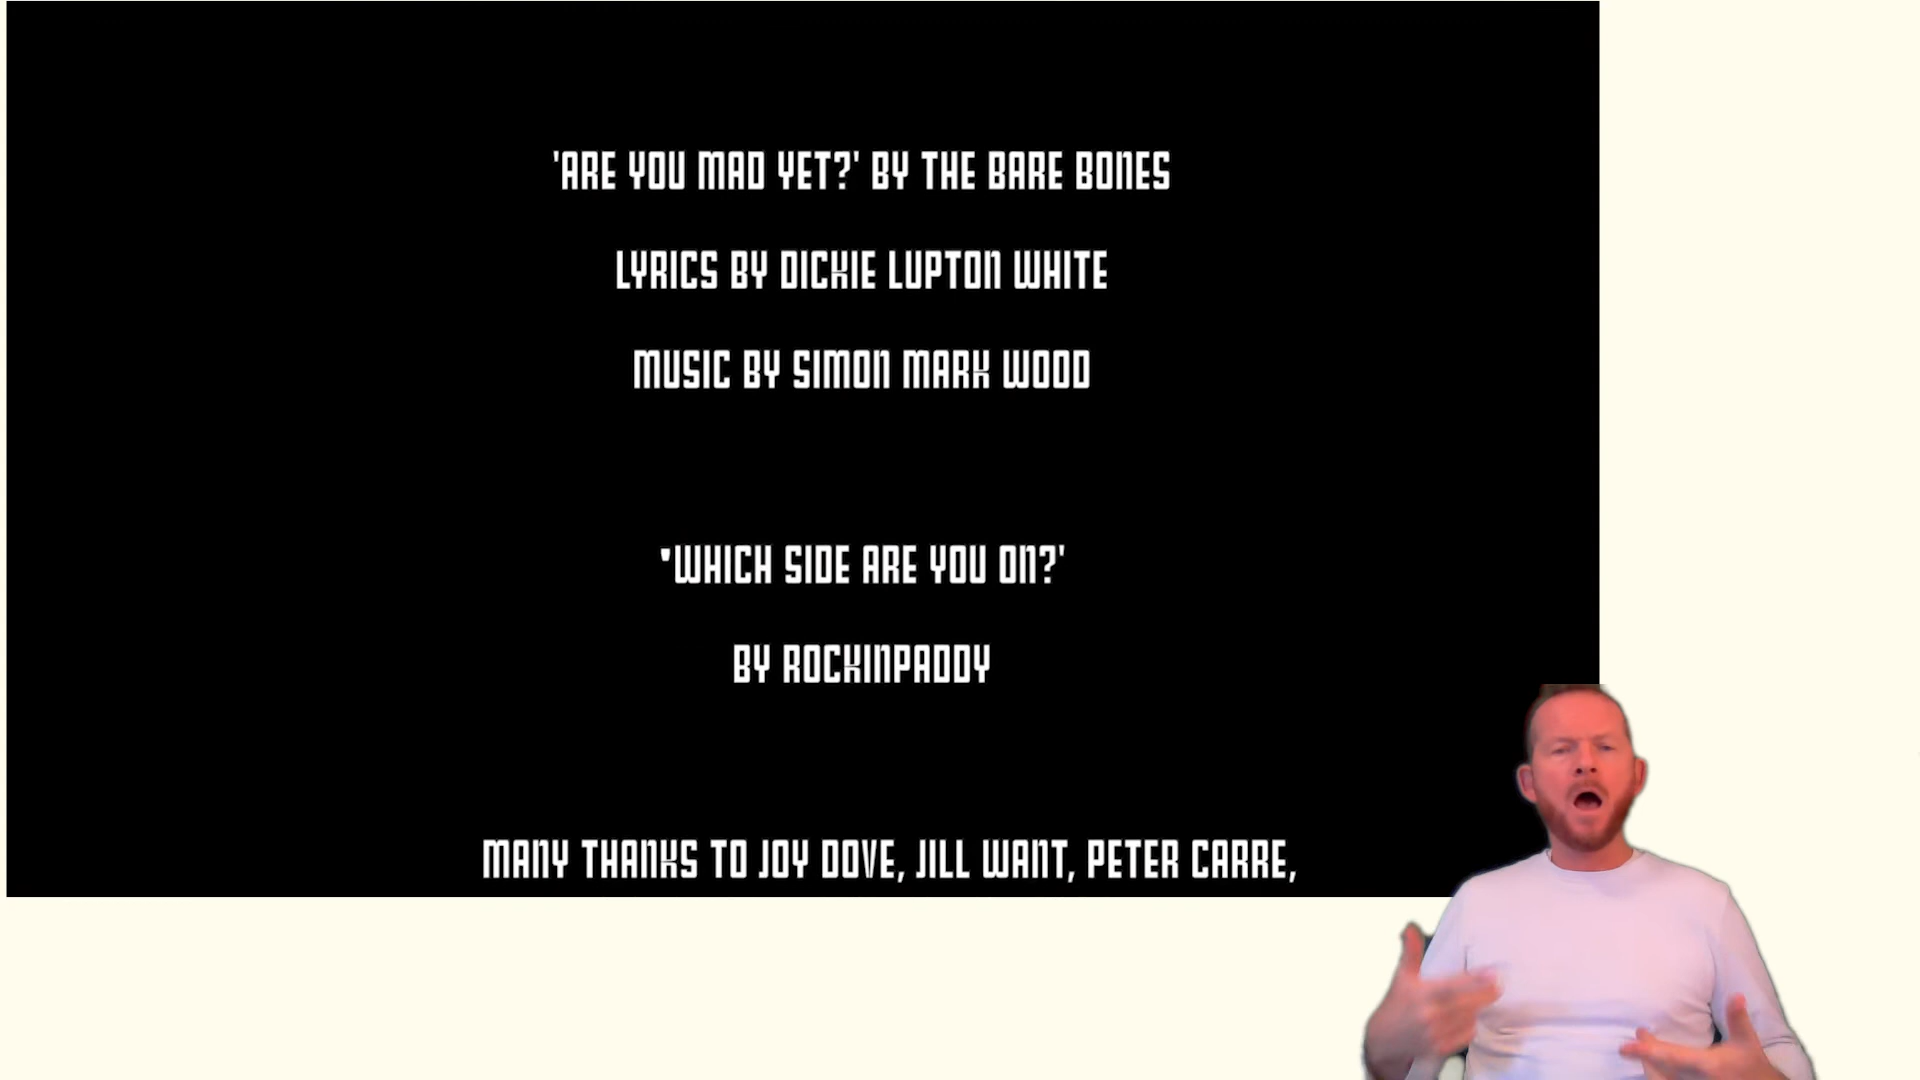 'ARE YOU MAD YET?' BY THE BARE BONES
LYRICS BY DICKIE LUPTON WHITE
MUSIC BY SIMON MARK WOOD
'WHICH SIDE ARE YOU ON?'
BY ROCKINPADDY
MANY THANKS TO JOY DOVE, JILL WANT, PETER CARRE,